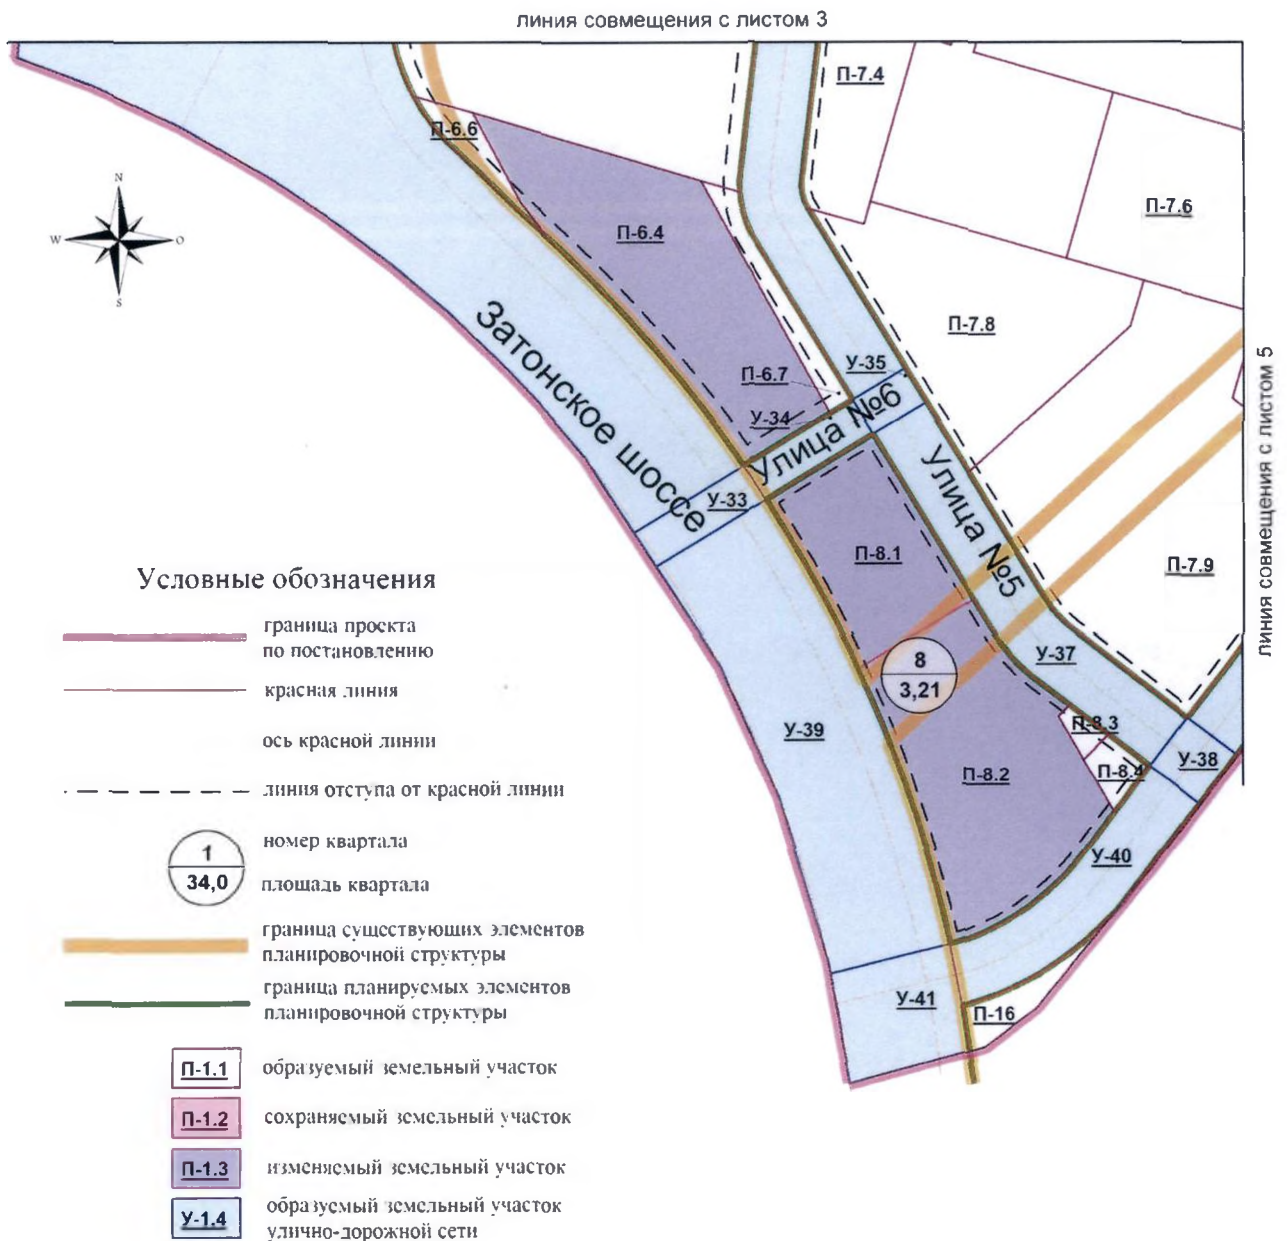 линия совмещения с листом 3
П-7.4
П-6.6
N
W
O
S
П-7.6
П-6.4
П-7.8
Затонское шоссе
У-35
П-6.7
У-34
Улица №6
линия совмещения с листом 5
Улица №5
У-33
П-8.1
П-7.9
Условные обозначения
граница проекта
по постановлению
У-37
8
3,21
красная линия
П-8.3
У-39
ось красной линии
У-38
П-8.2
П-8.4
линия отступа от красной линии
номер квартала
1
34,0
площадь квартала
У-40
граница существующих элементов
планировочной структуры
граница планируемых элементов
планировочной структуры
У-41
П-16
П-1.1
образуемый земельный участок
П-1.2
сохраняемый земельный участок
П-1.3
изменяемый земельный участок
У-1.4
образуемый земельный участок
улично-дорожной сети